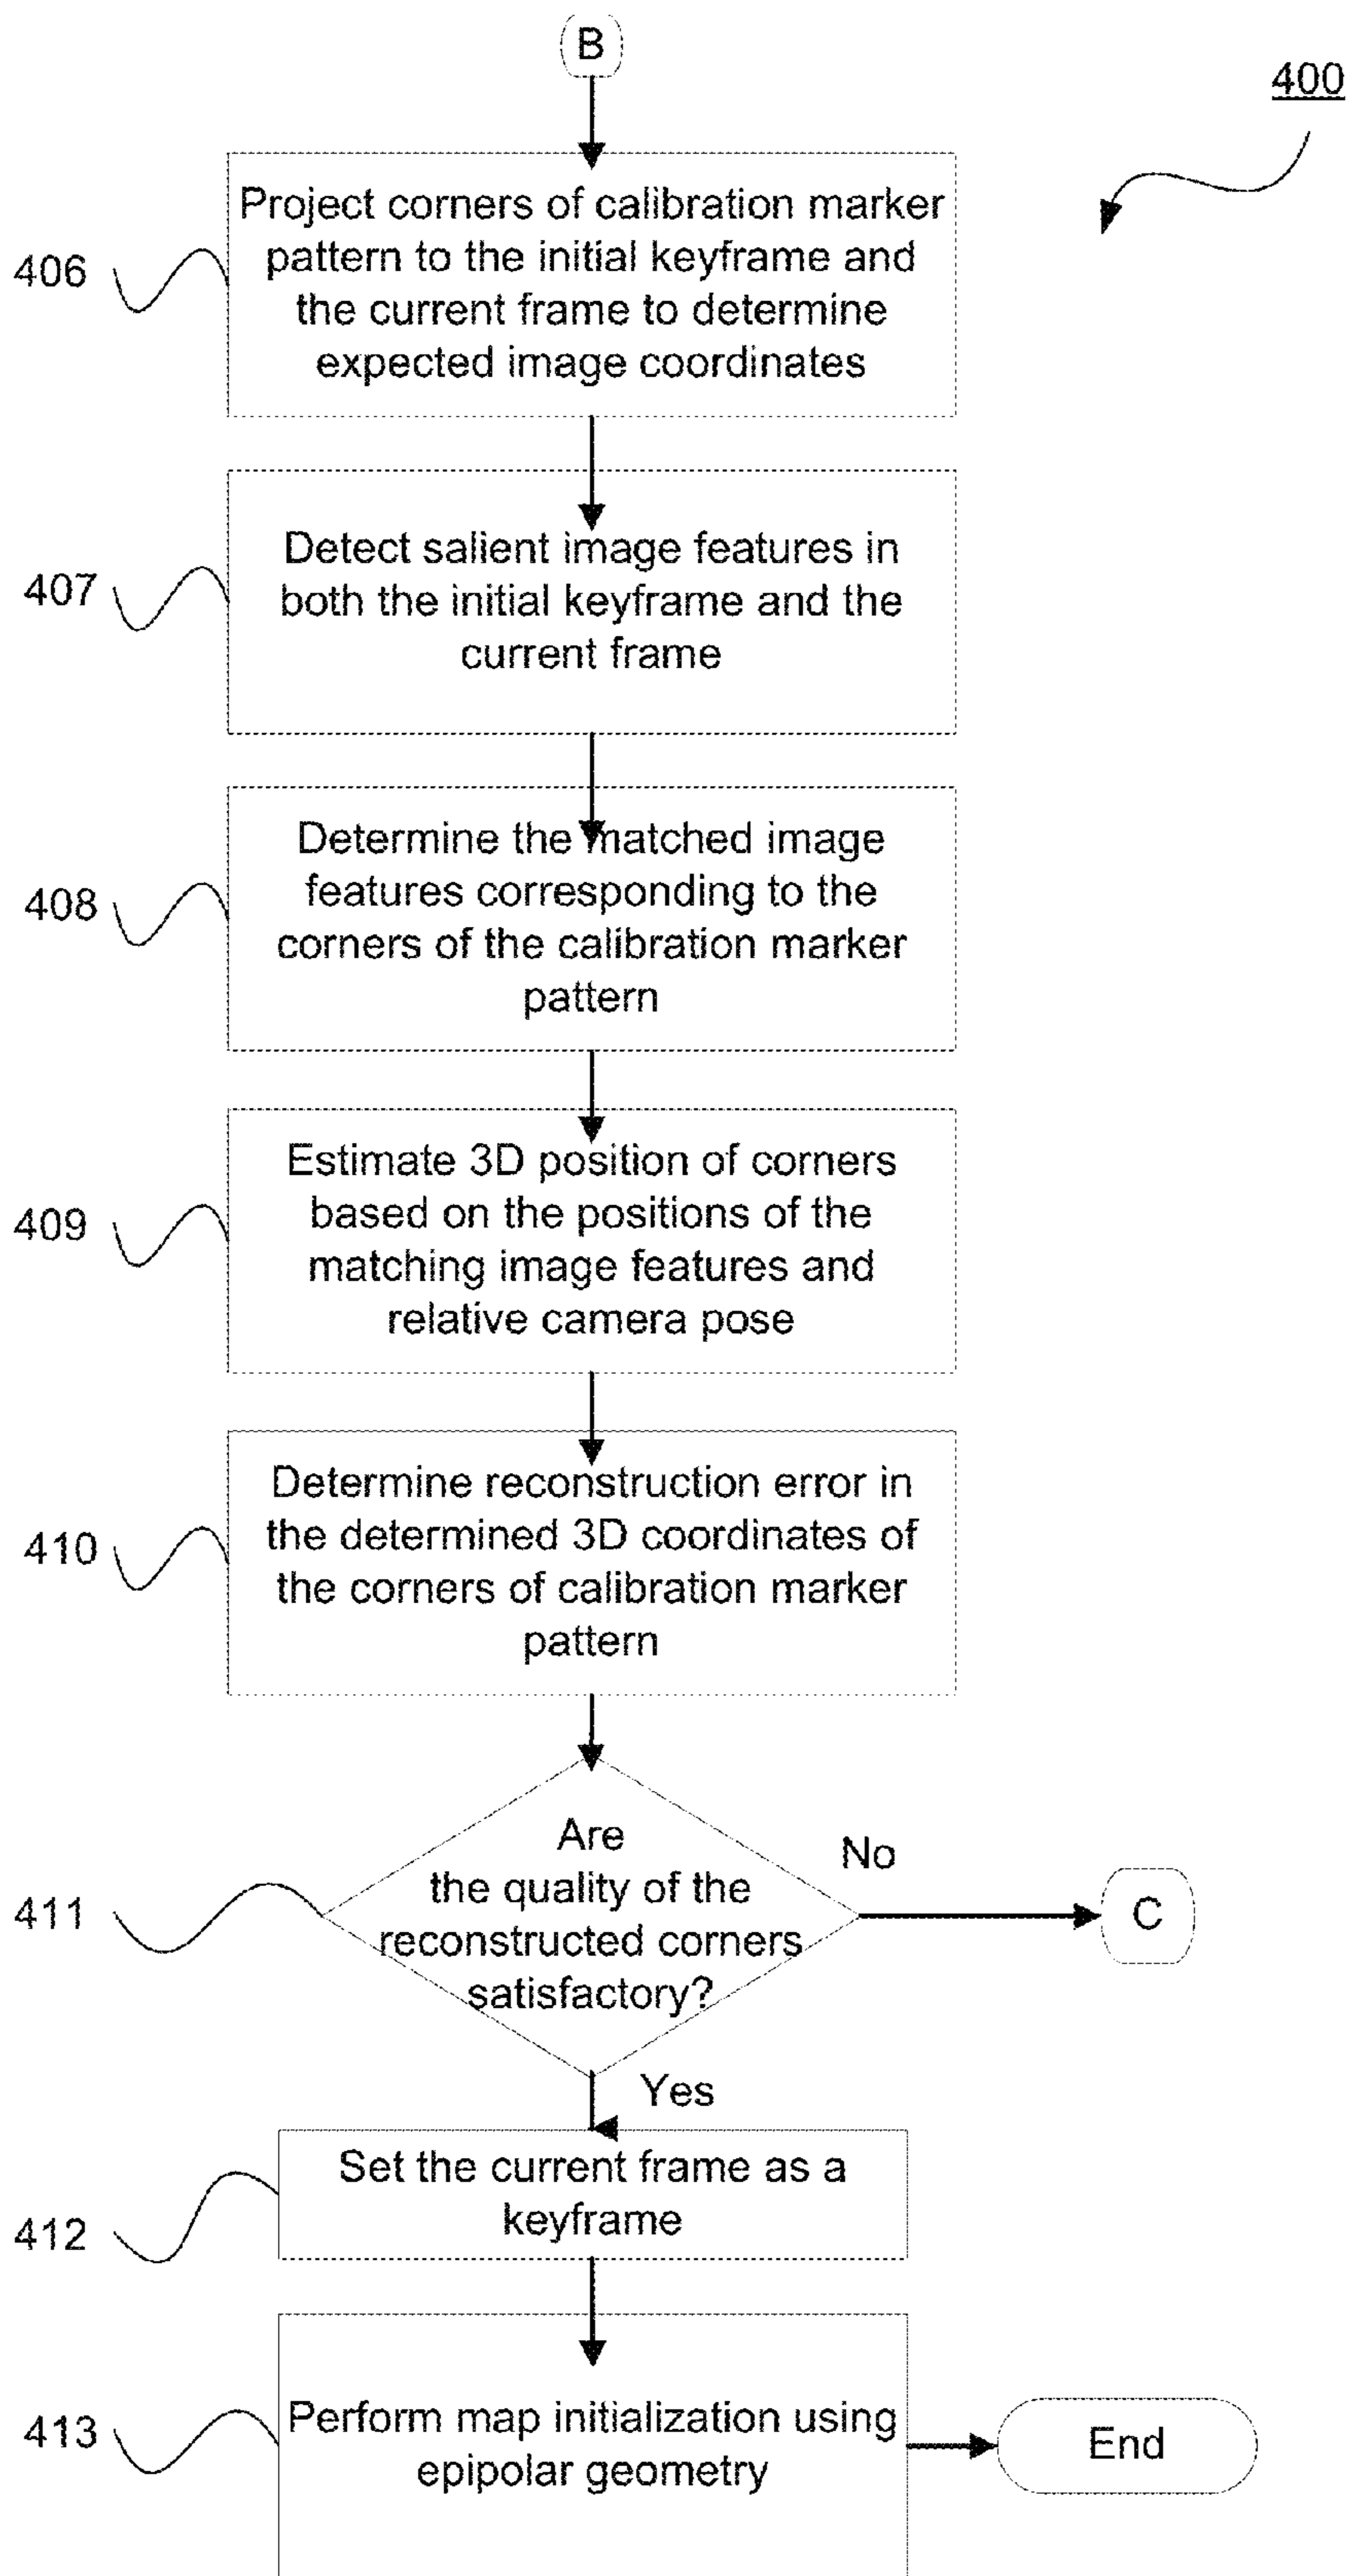 B
400
406
Project corners of calibration marker
pattern to the initial keyframe and
the current frame to determine
expected image coordinates
407
Detect salient image features in
both the initial keyframe and the
current frame
408
Determine the matched image
features corresponding to the
corners of the calibration marker
pattern
409
Estimate 3D position of corners
based on the positions of the
matching image features and
relative camera pose
410
Determine reconstruction error in
the determined 3D coordinates of
the corners of calibration marker
pattern
411
Are
the quality of the
reconstructed corners
satisfactory?
No
C
Yes
412
Set the current frame as a
keyframe
413
Perform map initialization using
epipolar geometry
End